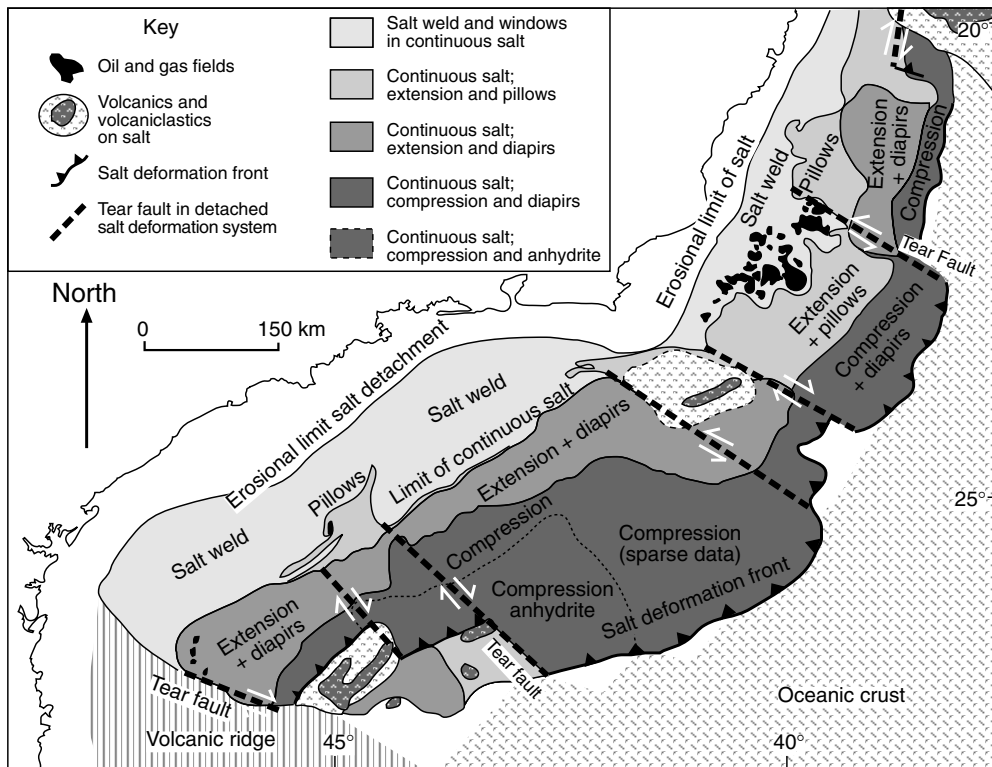 Key
Oil and gas fields
Volcanics and
volcaniclastics
on salt
Salt deformation front
Tear fault in detached
salt deformation system
Salt weld and windows
in continuous salt
Continuous salt;
extension and pillows
Continuous salt;
extension and diapirs
Continuous salt;
compression and diapirs
Continuous salt;
compression and anhydrite
20°
North
0 150 km
Erosional limit of salt
Salt weld
Pillows
Extension
+ diapirs
Compression
Tear Fault
Extension
+ pillows
Compression
+ diapirs
Erosional limit salt detachment
Salt weld
Limit of continuous salt
Extension + diapirs
Pillows
Salt weld
Compression
Compression
(sparse data)
25°
Compression
anhydrite
Salt deformation front
Extension
+ diapirs
Tear fault
Tear fault
Volcanic ridge
45°
Oceanic crust
40°